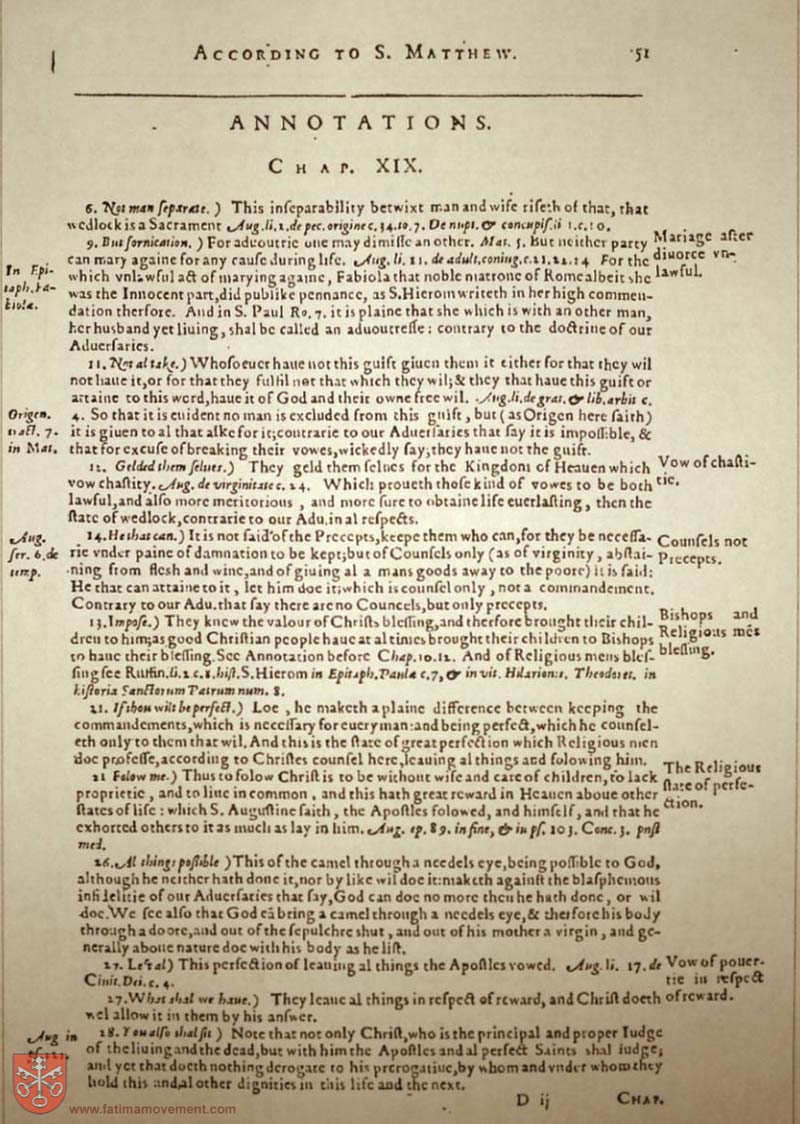 ACCORDING TO S. MATTHEW. 51
ANNOTATIONS.
CHAP. XIX.
6. Not man separate.) This inseparability betwixt man and wife riseth of that, that
wedlock is a Sacrament Aug. li. 2. de pec. origine c. 34. to. 7. De nupt. & concupis. li 1. c. 10.
9. But fornication.) For aduoutrie one may dimisse an other. Mat. 5. But neither party
can mary againe for any cause during life. Aug. li. 11. de adult. coniug. c. 21. 22. 24 For the
which vnlawful act of marying againe, Fabiola that noble matrone of Rome albeit she
was the Innocent part, did publike pennance, as S. Hierom writeth in her high commen-
dation therfore. And in S. Paul Ro. 7. it is plaine that she which is with an other man,
her husband yet liuing, shal be called an aduoutresse: contrary to the doctrine of our
Aduersaries.
Mariage after
diuorce vn-
lawful.
In Epi-
taph. Fa-
biolæ.
11. Not al take.) Whosoeuer haue not this guift giuen them it either for that they wil
not haue it, or for that they fulfil not that which they wil; & they that haue this guift or
attaine to this word, haue it of God and their owne free wil. Aug. li. de grat. & lib. arbit c.
4. So that it is euident no man is excluded from this guift, but (as Origen here saith)
it is giuen to al that aske for it; contrarie to our Aduersaries that say it is impossible, &
that for excuse of breaking their vowes, wickedly say, they haue not the guift.
Origen.
tract. 7.
in Mat.
12. Gelded them selues.) They geld them selues for the Kingdom of Heauen which
vow chastity. Aug. de virginitate c. 24. Which proueth those kind of vowes to be both
lawful, and also more meritorious, and more sure to obtaine life euerlasting, then the
state of wedlock, contrarie to our Adu. in al respects.
Vow of chasti-
tie.
14. He that can.) It is not said of the Precepts, keepe them who can, for they be necessa-
rie vnder paine of damnation to be kept; but of Counsels only (as of virginity, abstai-
ning from flesh and wine, and of giuing al a mans goods away to the poore) it is said:
He that can attaine to it, let him doe it; which is counsel only, not a commandement.
Contrary to our Adu. that say there are no Councels, but only precepts.
Aug.
ser. 6. de
temp.
Counsels not
Precepts.
13. Impose.) They knew the valour of Christs blessing, and therfore brought their chil-
dren to him; as good Christian people haue at al times brought their children to Bishops
to haue their blessing. See Annotation before Chap. 10. 12. And of Religious mens bles-
sing see Ruffin. li. 2 c. 8. hist. S. Hierom in Epitaph. Paulæ c. 7, & in vit. Hilarionis. Theodoret. in
historia Sanctorum Patrum num. 8.
Bishops and
Religious mens
blessing.
21. If thou wilt be perfect.) Loe, he maketh a plaine difference between keeping the
commandements, which is necessary for euery man: and being perfect, which he counsel-
eth only to them that wil. And this is the state of great perfection which Religious men
doe professe, according to Christes counsel here, leauing al things and folowing him.
21 Folow me.) Thus to folow Christ is to be without wife and care of children, to lack
proprietie, and to liue in common, and this hath great reward in Heauen aboue other
states of life: which S. Augustine saith, the Apostles folowed, and himself, and that he
exhorted others to it as much as lay in him. Aug. ep. 89. in fine, & in ps. 103. Conc. 3. post
med.
The Religious
state of perfe-
ction.
26. Al things possible) This of the camel through a needels eye, being possible to God,
although he neither hath done it, nor by like wil doe it: maketh against the blasphemous
infidelitie of our Aduersaries that say, God can doe no more then he hath done, or wil
doe. We see also that God cā bring a camel through a needels eye, & therfore his body
through a doore, and out of the sepulchre shut, and out of his mother a virgin, and ge-
nerally aboue nature doe with his body as he list.
27. Left al) This perfection of leauing al things the Apostles vowed. Aug. li. 17. de
Ciuit. Dei. c. 4.
27. What shal we haue.) They leaue al things in respect of reward, and Christ doeth
wel allow it in them by his answer.
Vow of pouer-
tie in respect
of reward.
28. You also shal sit) Note that not only Christ, who is the principal and proper Iudge
of the liuing and the dead, but with him the Apostles and al perfect Saints shal iudge;
and yet that doeth nothing derogate to his prerogatiue, by whom and vnder whom they
hold this and al other dignities in this life and the next.
Aug in
D ij CHAP.
www.fatimamovement.com